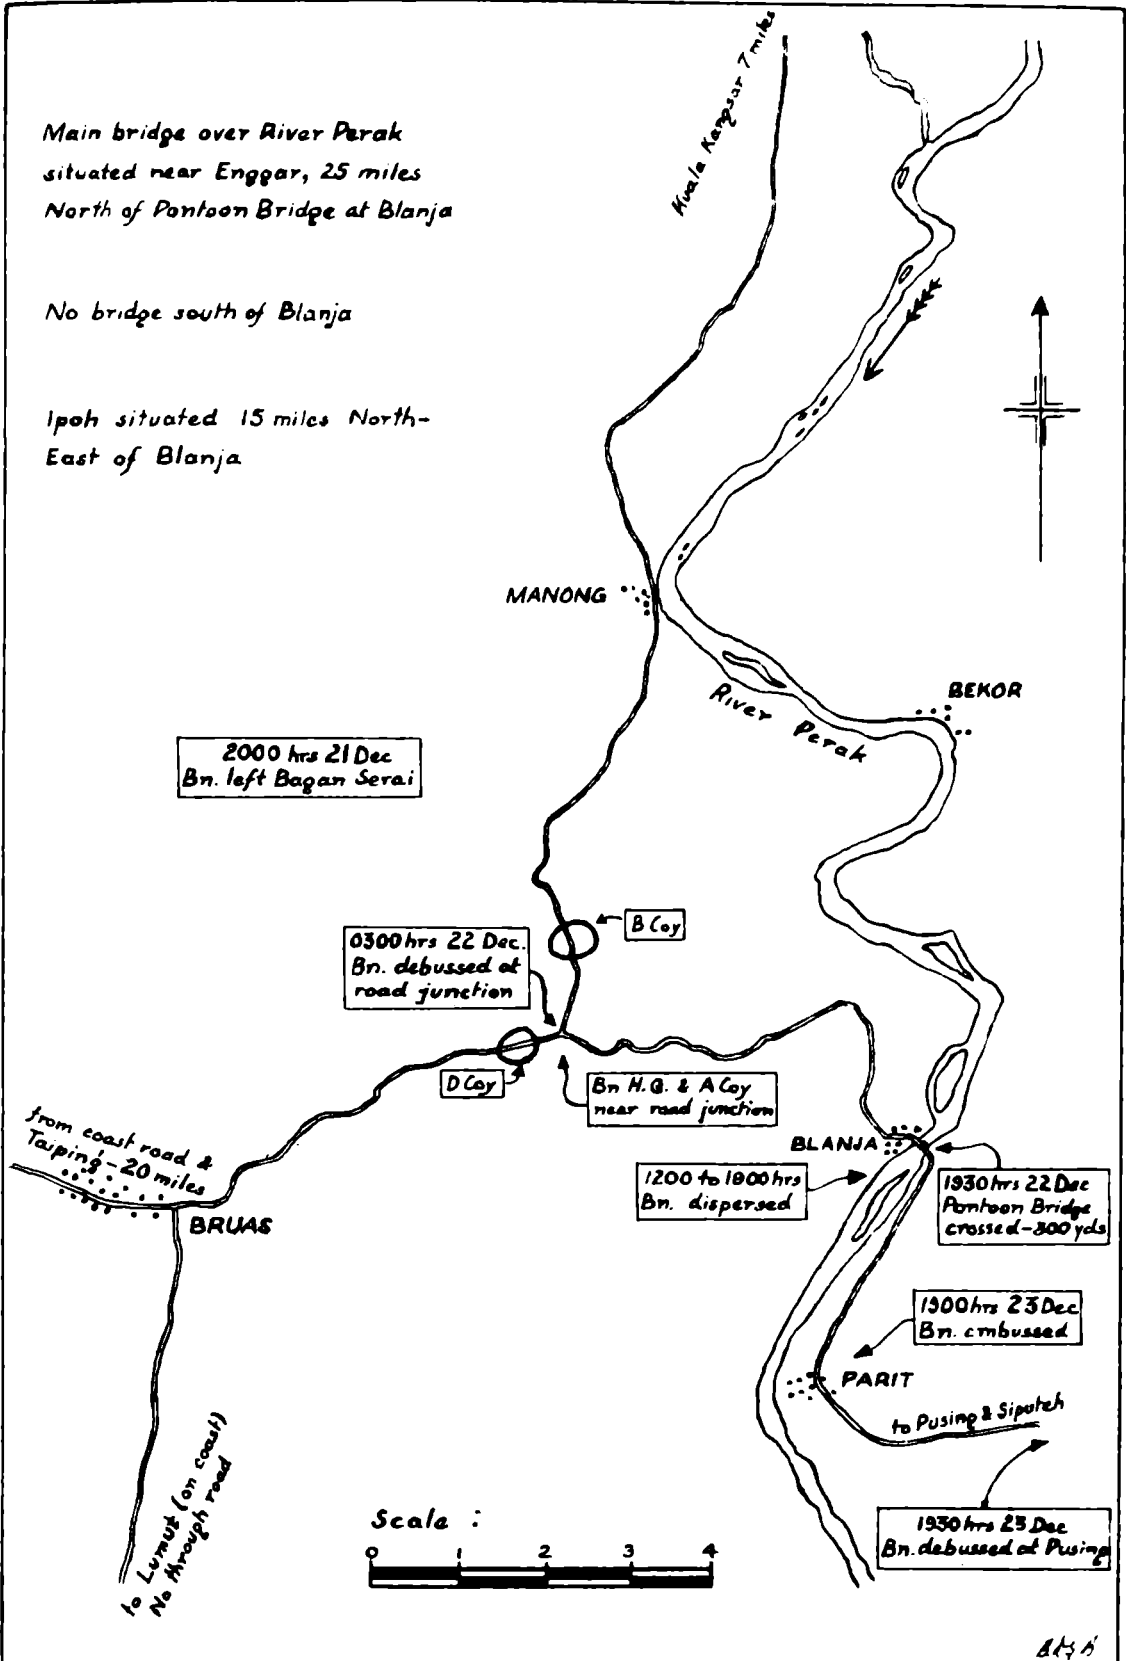 Kuala Kangsar 7 miles
Main bridge over River Perak
situated near Enggar, 25 miles
North of Pontoon Bridge at Blanja
No bridge south of Blanja
Ipoh situated 15 miles North-
East of Blanja
MANONG
BEKOR
River Perak
2000 hrs 21 Dec
Bn. left Bagan Serai
B Coy
0300 hrs 22 Dec.
Bn. debussed at
road junction
D Coy
Bn H.Q. & A Coy
near road junction
from coast road &
Taiping - 20 miles
BRUAS
BLANJA
1200 to 1800 hrs
Bn. dispersed
1930 hrs 22 Dec
Pontoon Bridge
crossed - 300 yds
1900 hrs 23 Dec
Bn. embussed
PARIT
to Pusing & Siputeh
to Lumut (on coast)
No through road
Scale :
0 1 2 3 4
1930 hrs 23 Dec
Bn. debussed at Pusing